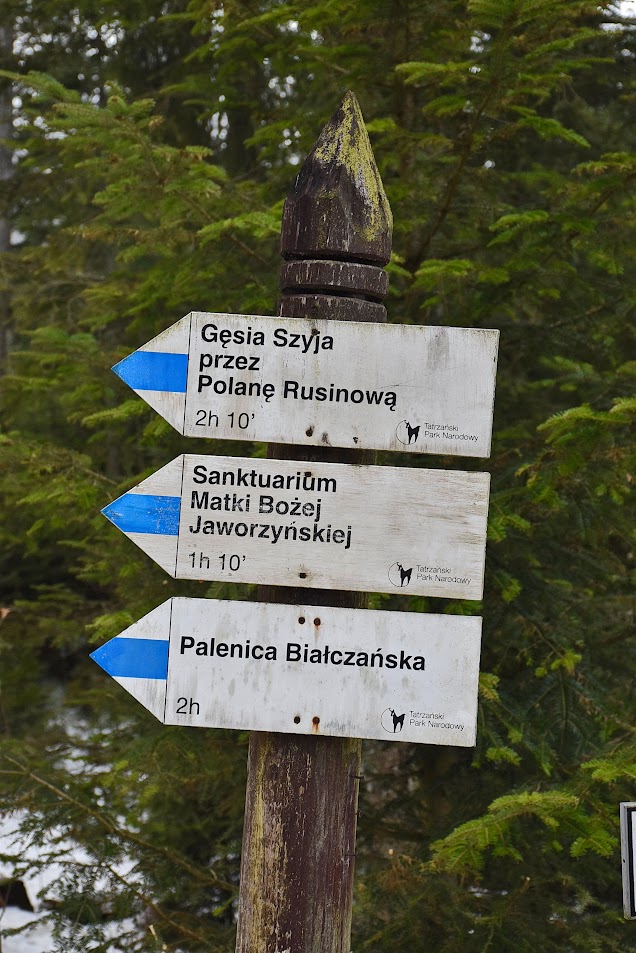 Gęsia Szyja
przez
Polanę Rusinową
2h 10'
Tatrzański
Park Narodowy
Sanktuarium
Matki Bożej
Jaworzyńskiej
1h 10'
Tatrzański
Park Narodowy
Palenica Białczańska
2h
Tatrzański
Park Narodowy